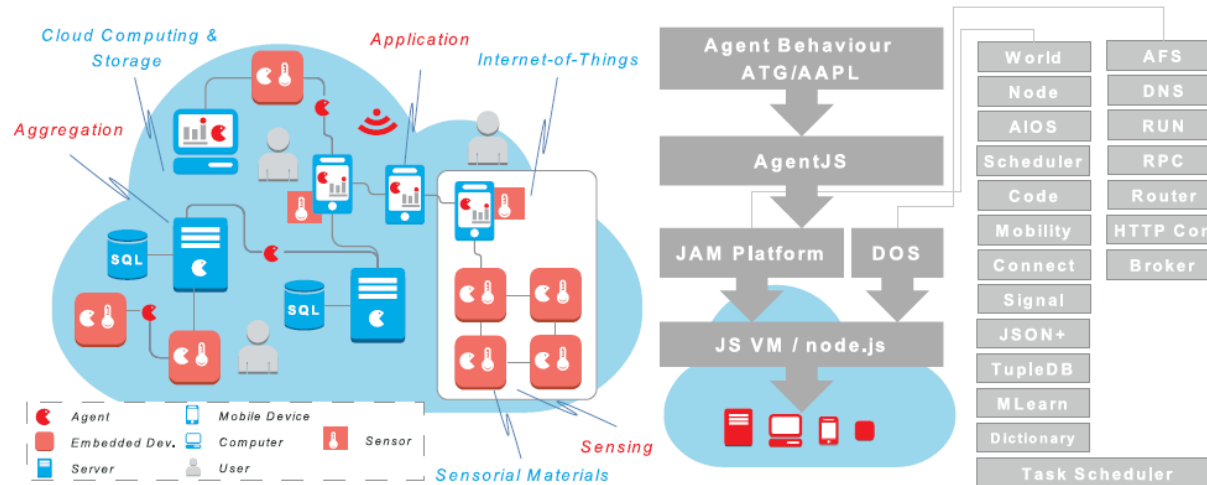 Cloud Computing &
Storage
Application
Internet-of-Things
Aggregation
SQL
SQL
Agent
Embedded Dev.
Server
Mobile Device
Computer
User
Sensor
Sensing
Sensorial Materials
Agent Behaviour
ATG/AAPL
AgentJS
JAM Platform
DOS
JS VM / node.js
World
Node
AIOS
Scheduler
Code
Mobility
Connect
Signal
JSON+
TupleDB
MLearn
Dictionary
Task Scheduler
AFS
DNS
RUN
RPC
Router
HTTP Con
Broker